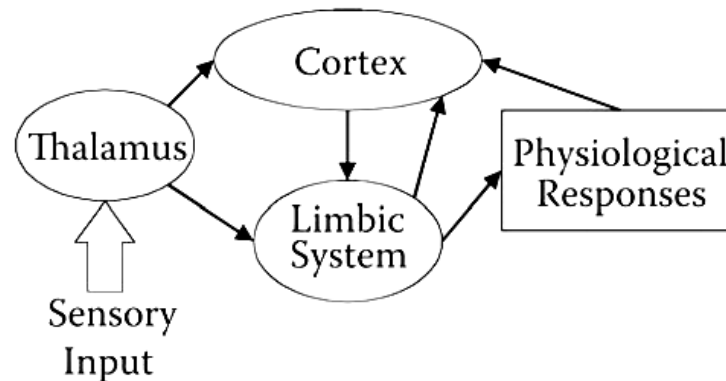 Cortex
Thalamus
Physiological
Responses
Limbic
System
Sensory
Input